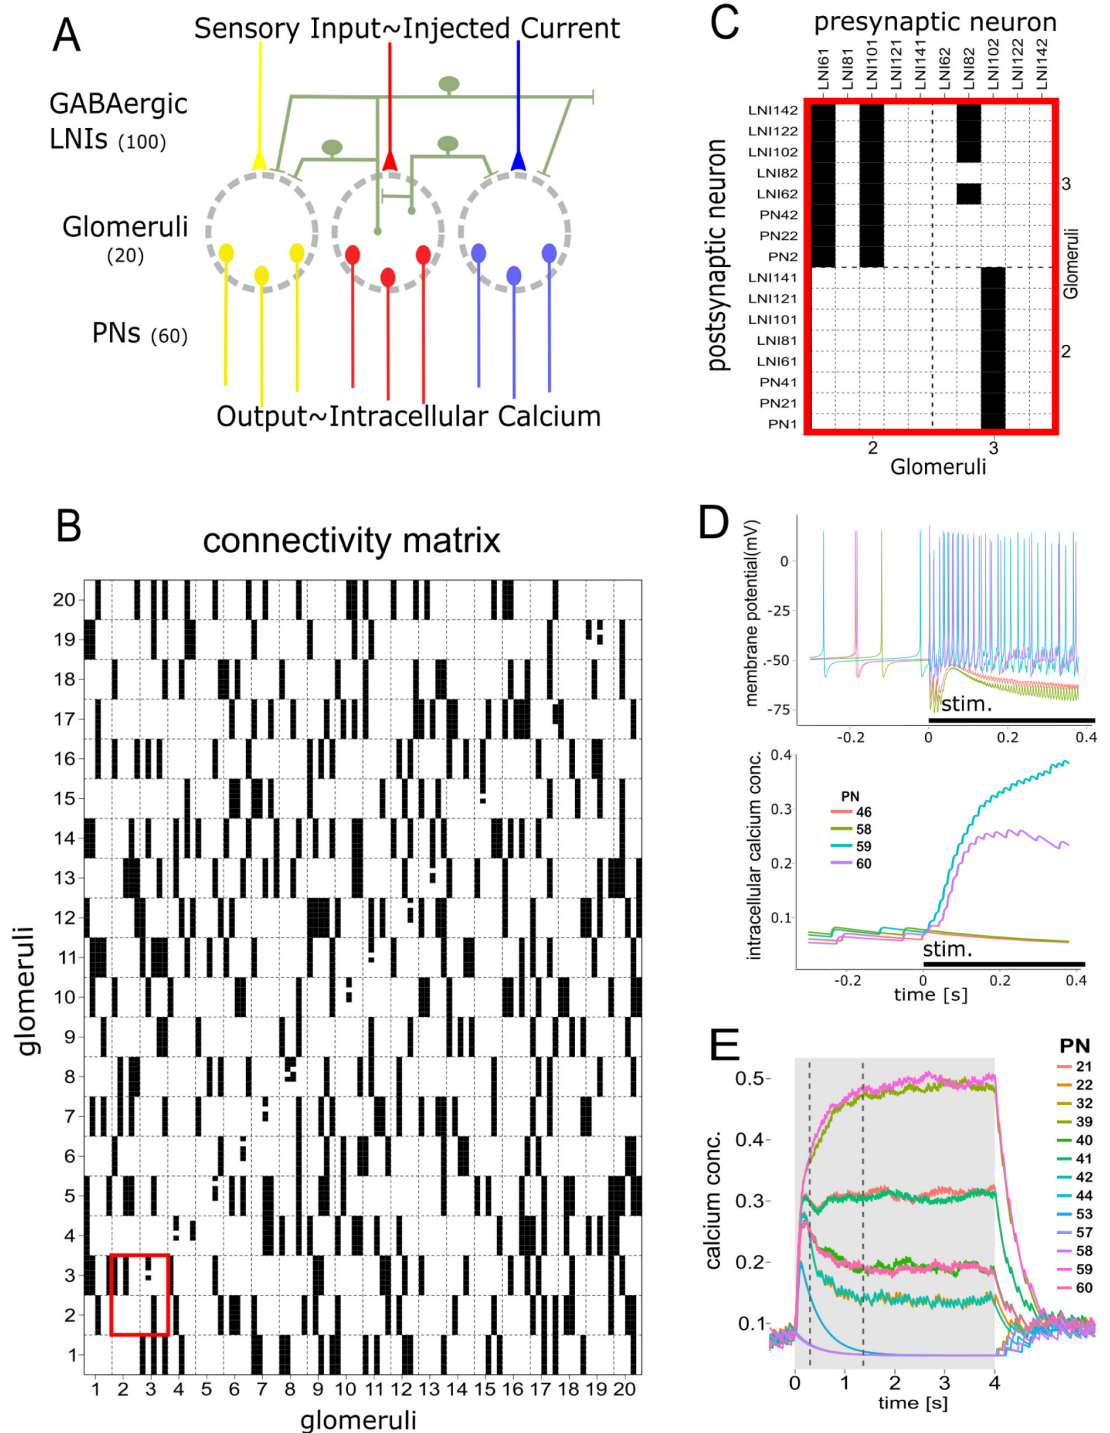 A
Sensory Input~Injected Current
GABAergic
LNIs (100)
Glomeruli
(20)
PNs (60)
Output~Intracellular Calcium
B
connectivity matrix
20
19
18
17
16
15
14
13
12
11
10
9
8
7
6
5
4
3
2
1
glomeruli
1 2 3 4 5 6 7 8 9 10 11 12 13 14 15 16 17 18 19 20
glomeruli
C
presynaptic neuron
LNI61 LNI81 LNI101 LNI121 LNI141 LNI62 LNI82 LNI102 LNI122 LNI142
postsynaptic neuron
LNI142
LNI122
LNI102
LNI82
LNI62
PN42
PN22
PN2
LNI141
LNI121
LNI101
LNI81
LNI61
PN41
PN21
PN1
3
Glomeruli
2
2 3
Glomeruli
D
membrane potential(mV)
0
-25
-50
-75
stim.
-0.2 0 0.2 0.4
intracellular calcium conc.
0.4
0.3
0.2
0.1
PN
46
58
59
60
stim.
-0.2 0 0.2 0.4
time [s]
E
calcium conc.
0.5
0.4
0.3
0.2
0.1
0 1 2 3 4
time [s]
PN
21
22
32
39
40
41
42
44
53
57
58
59
60